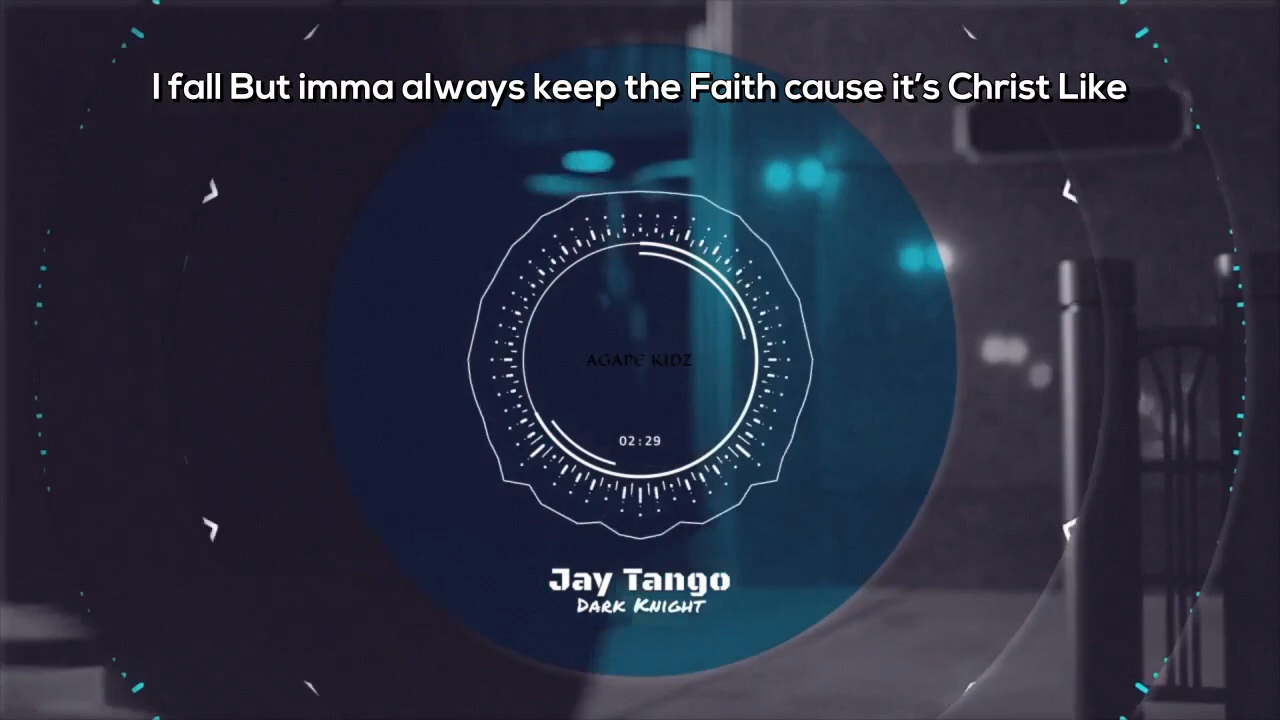 I fall But imma always keep the Faith cause it's Christ Like
AGAPE KIDZ
02:29
Jay Tango
Dark Knight